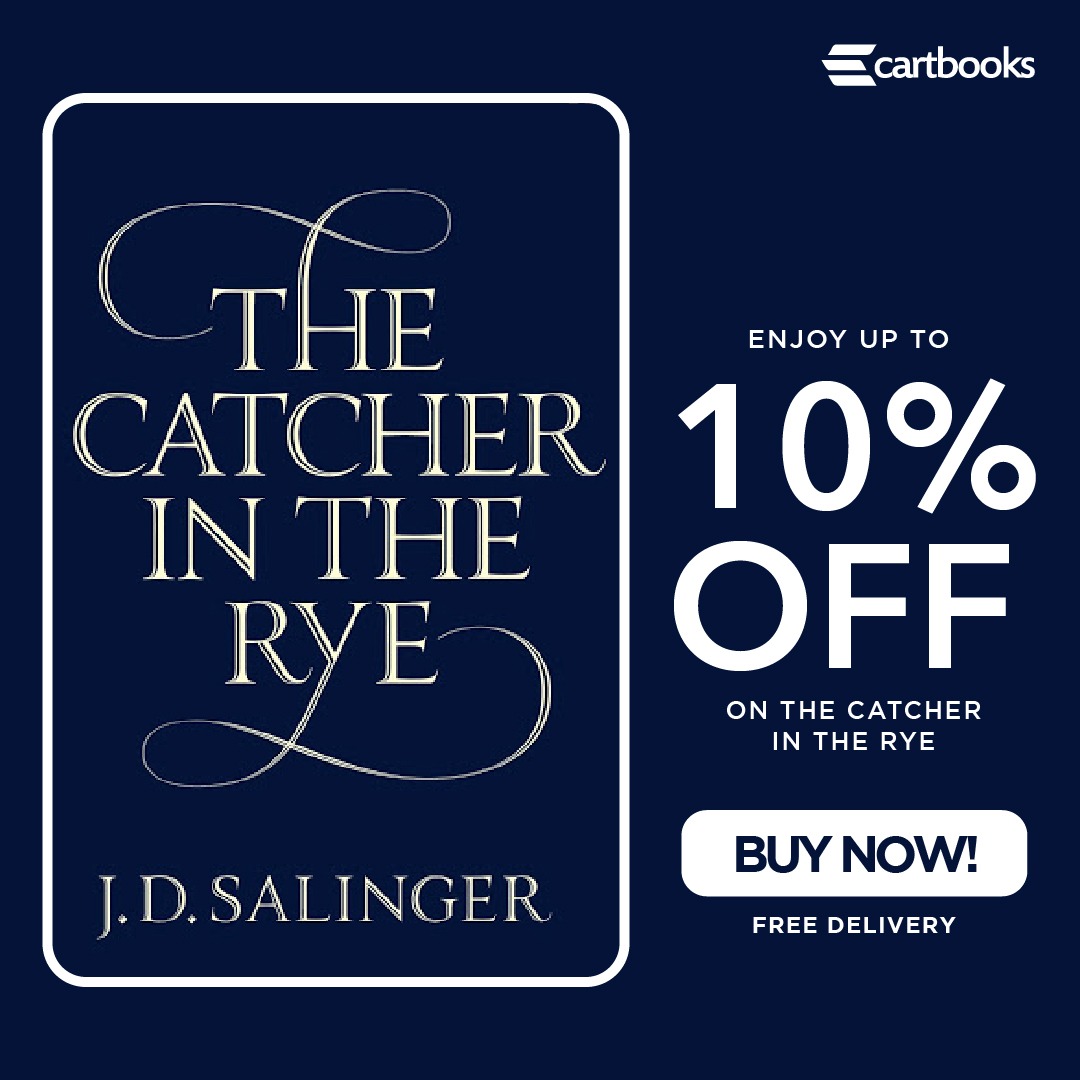 cartbooks
THE
CATCHER
IN THE
RYE
J.D. SALINGER
ENJOY UP TO
10%
OFF
ON THE CATCHER
IN THE RYE
BUY NOW!
FREE DELIVERY